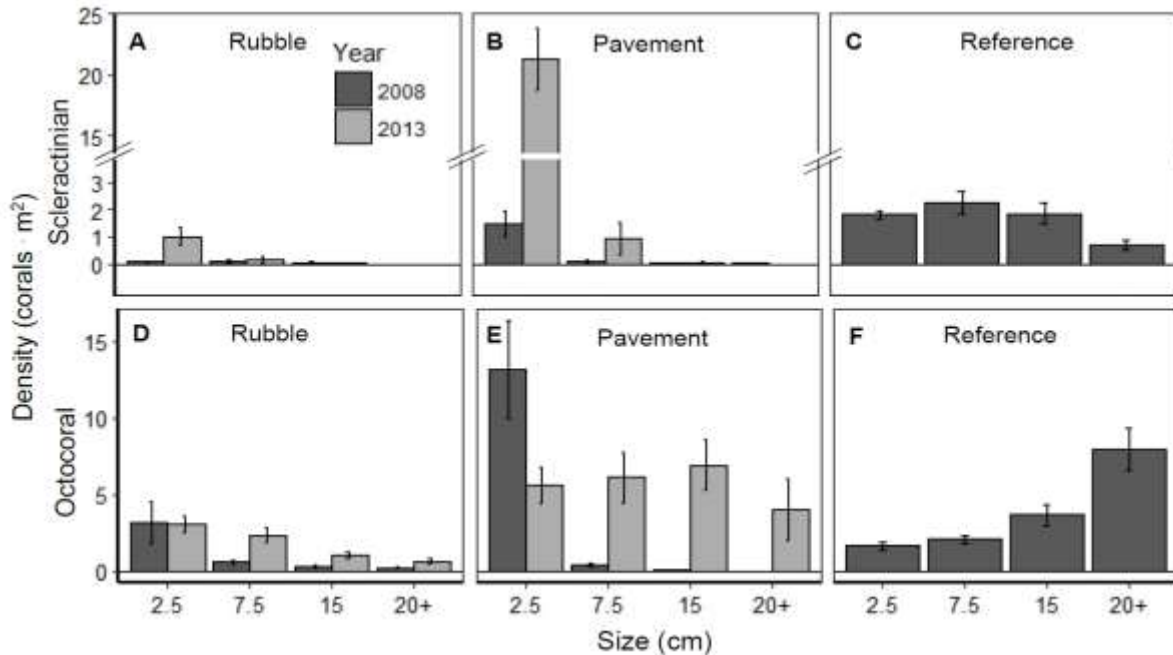 A Rubble
Year
2008
2013
B Pavement
C Reference
25
20
15
3
2
1
0
Scleractinian
Density (corals · m²)
D Rubble
E Pavement
F Reference
15
10
5
0
Octocoral
2.5 7.5 15 20+
2.5 7.5 15 20+
2.5 7.5 15 20+
Size (cm)